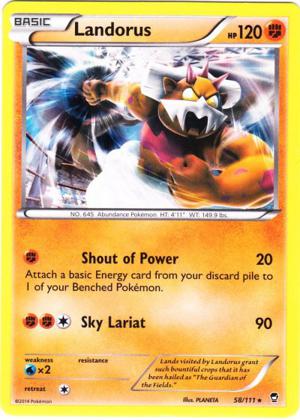 BASIC
Landorus
HP 120
NO. 645 Abundance Pokémon HT: 4'11" WT: 149.9 lbs.
Shout of Power 20
Attach a basic Energy card from your discard pile to
1 of your Benched Pokémon.
Sky Lariat 90
weakness resistance
×2
retreat
Lands visited by Landorus grant
such bountiful crops that it has
been hailed as "The Guardian of
the Fields."
©2014 Pokémon
Illus. PLANETA
58/111